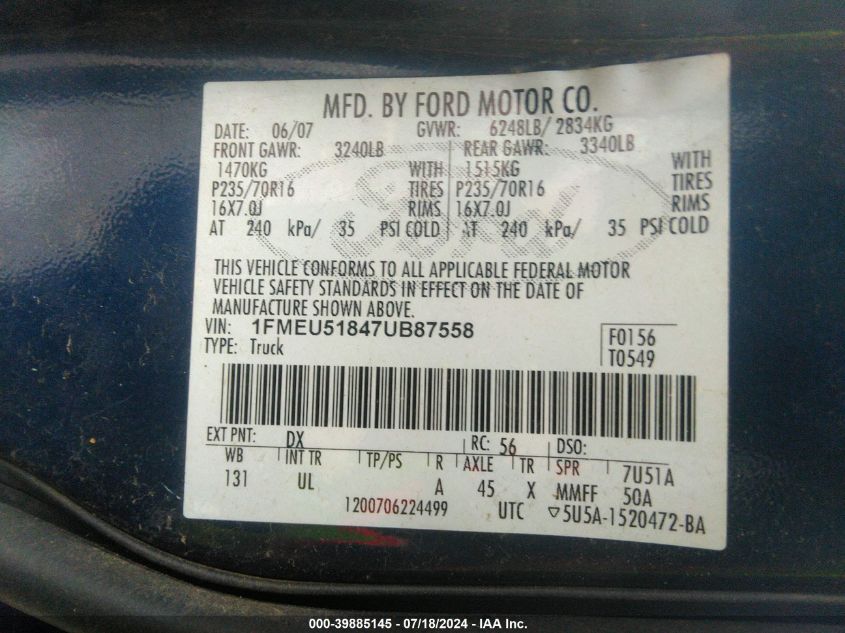 MFD. BY FORD MOTOR CO.
DATE: 06/07 GVWR: 6248LB/ 2834KG
FRONT GAWR: 3240LB REAR GAWR: 3340LB
1470KG WITH 1515KG WITH
P235/70R16 TIRES P235/70R16 TIRES
16X7.0J RIMS 16X7.0J RIMS
AT 240 kPa/ 35 PSI COLD AT 240 kPa/ 35 PSI COLD
Ford
THIS VEHICLE CONFORMS TO ALL APPLICABLE FEDERAL MOTOR
VEHICLE SAFETY STANDARDS IN EFFECT ON THE DATE OF
MANUFACTURE SHOWN ABOVE.
VIN: 1FMEU51847UB87558
TYPE: Truck
F0156
T0549
EXT PNT: DX RC: 56 DSO:
WB INT TR TP/PS R AXLE TR SPR 7U51A
131 UL A 45 X MMFF 50A
1200706224499 UTC ▽5U5A-1520472-BA
000-39885145 - 07/18/2024 - IAA Inc.